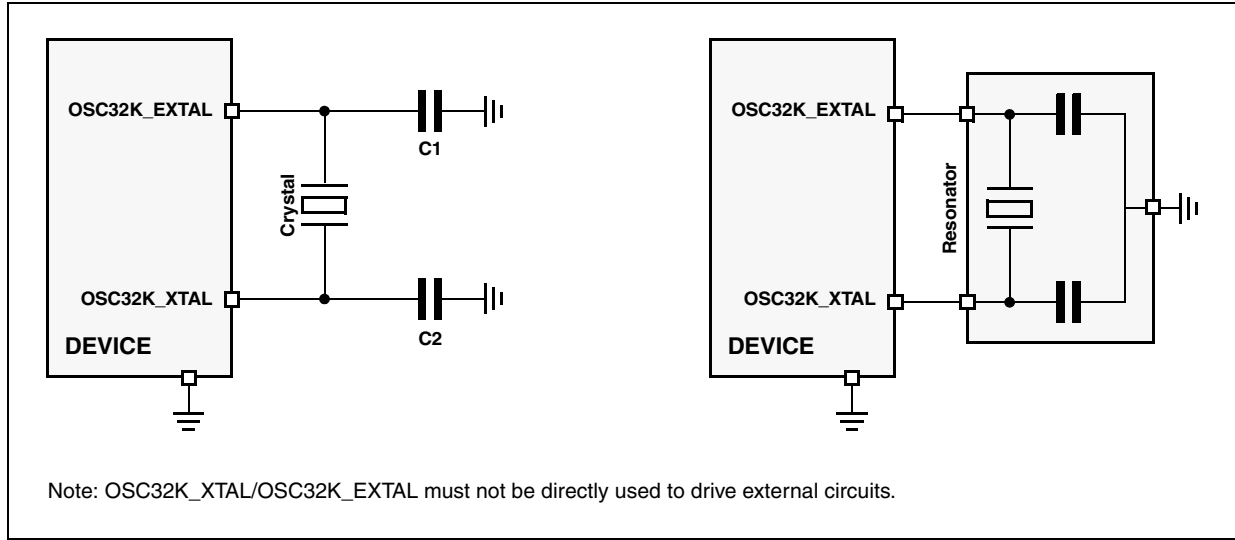 OSC32K_EXTAL
C1
Crystal
OSC32K_XTAL
C2
DEVICE
OSC32K_EXTAL
Resonator
OSC32K_XTAL
DEVICE
Note: OSC32K_XTAL/OSC32K_EXTAL must not be directly used to drive external circuits.